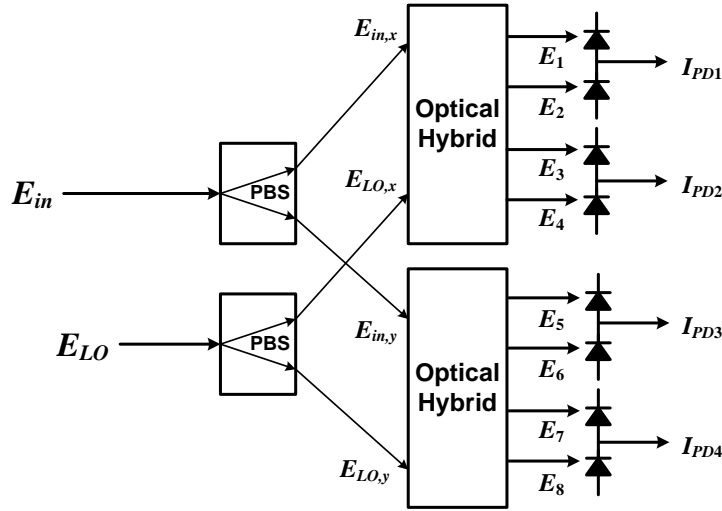 E_in
PBS
E_LO
PBS
E_in,x
E_LO,x
E_in,y
E_LO,y
Optical
Hybrid
E_1
E_2
E_3
E_4
I_PD1
I_PD2
Optical
Hybrid
E_5
E_6
E_7
E_8
I_PD3
I_PD4